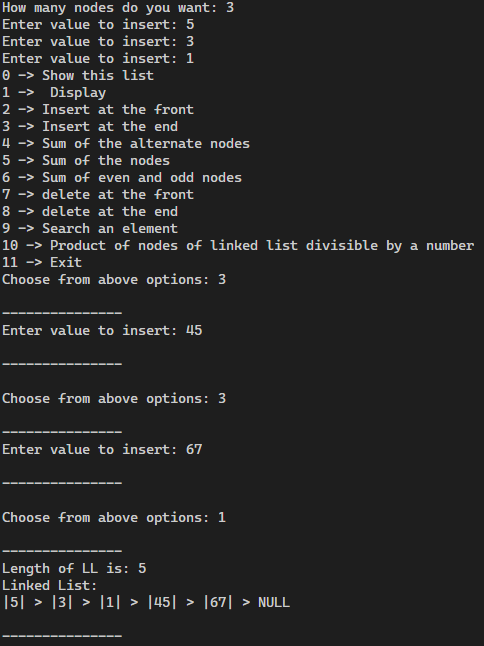 How many nodes do you want: 3
Enter value to insert: 5
Enter value to insert: 3
Enter value to insert: 1
0 -> Show this list
1 ->  Display
2 -> Insert at the front
3 -> Insert at the end
4 -> Sum of the alternate nodes
5 -> Sum of the nodes
6 -> Sum of even and odd nodes
7 -> delete at the front
8 -> delete at the end
9 -> Search an element
10 -> Product of nodes of linked list divisible by a number
11 -> Exit
Choose from above options: 3
---------------
Enter value to insert: 45
---------------
Choose from above options: 3
---------------
Enter value to insert: 67
---------------
Choose from above options: 1
---------------
Length of LL is: 5
Linked List:
|5| > |3| > |1| > |45| > |67| > NULL
---------------